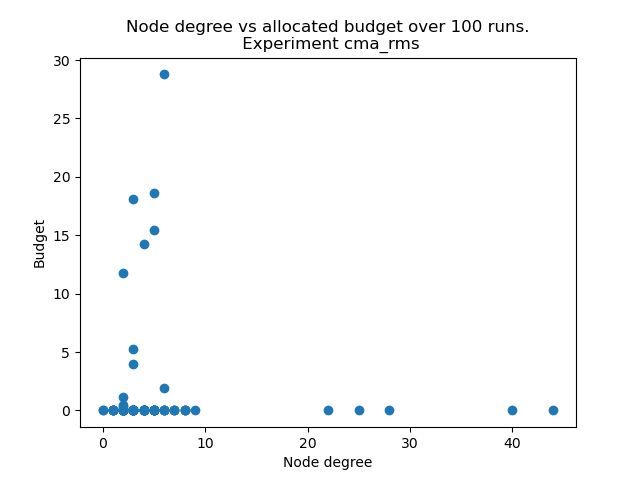 Node degree vs allocated budget over 100 runs.
Experiment cma_rms
30
25
20
15
10
5
0
Budget
0 10 20 30 40
Node degree